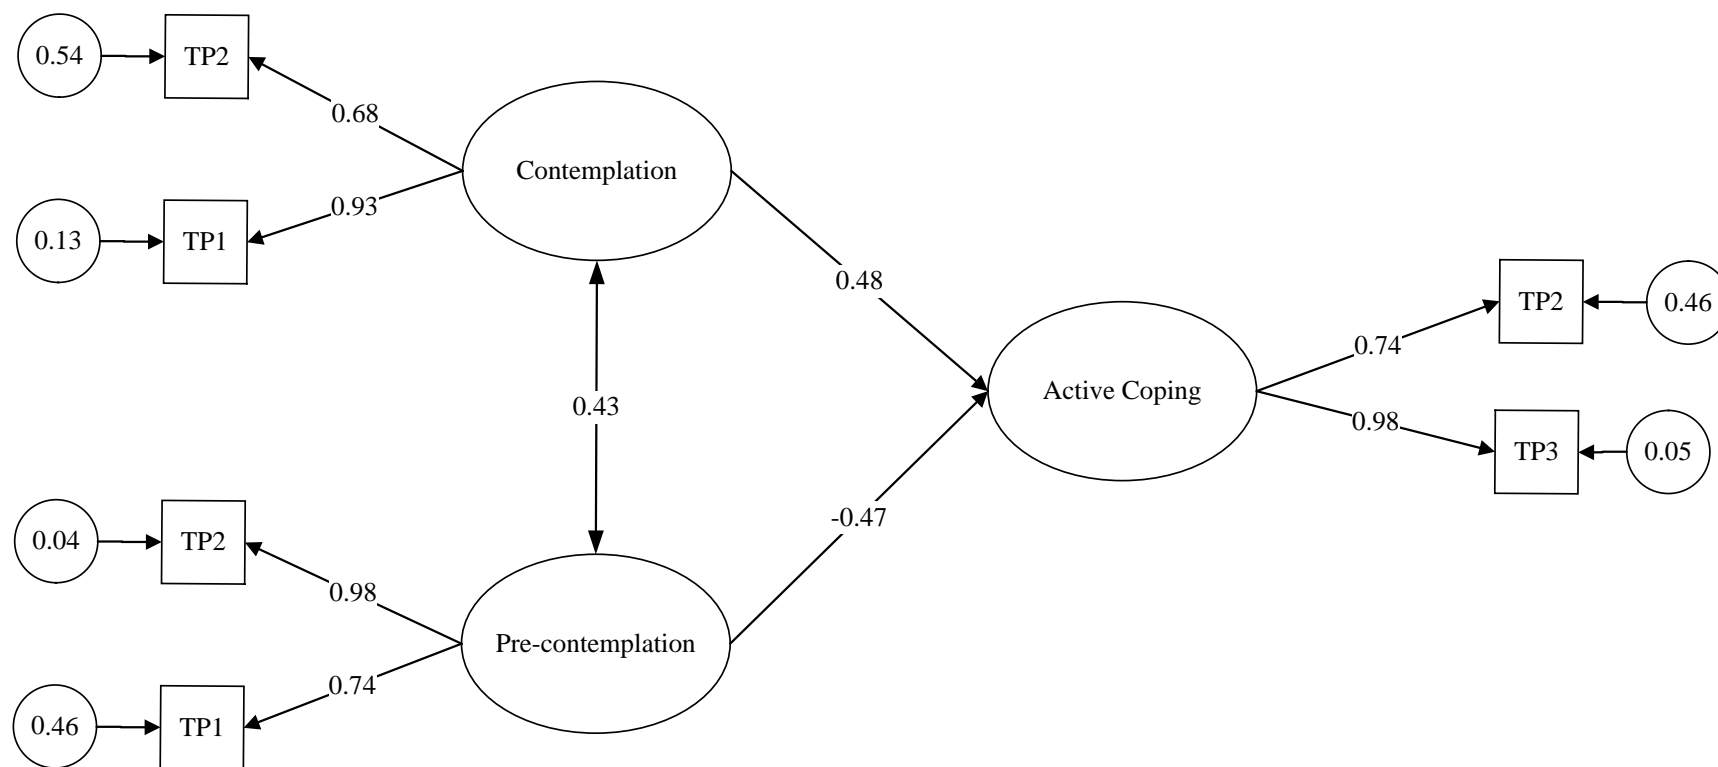 0.54
TP2
0.68
Contemplation
0.93
0.13
TP1
0.48
0.43
Active Coping
0.74
TP2
0.46
0.98
TP3
0.05
-0.47
0.04
TP2
0.98
Pre-contemplation
0.74
0.46
TP1